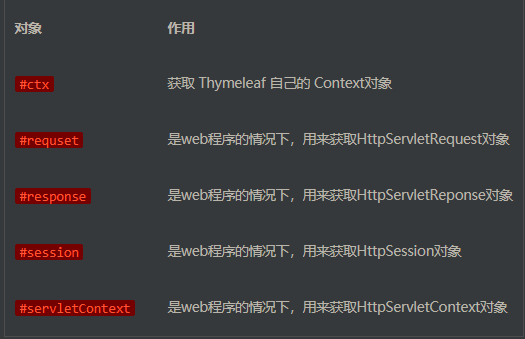 对象 作用
#ctx 获取 Thymeleaf 自己的 Context对象
#requset 是web程序的情况下，用来获取HttpServletRequest对象
#response 是web程序的情况下，用来获取HttpServletReponse对象
#session 是web程序的情况下，用来获取HttpSession对象
#servletContext 是web程序的情况下，用来获取HttpServletContext对象